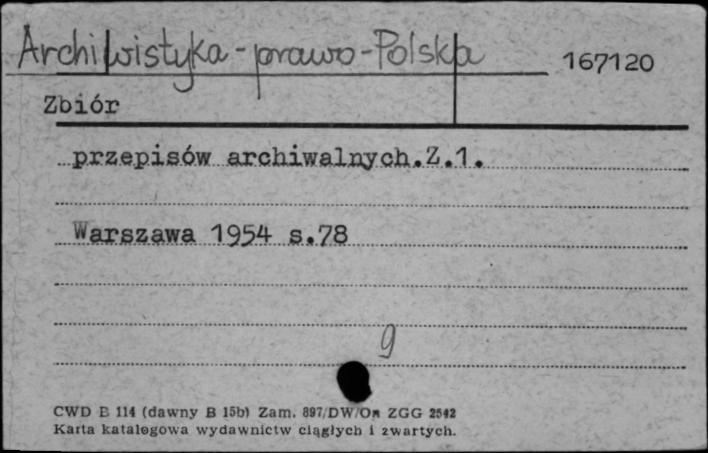 Archiwistyka - prawo - Polska 167120
Zbiór
przepisów archiwalnych.Z.1.
Warszawa 1954 s.78
9
CWD B 114 (dawny B 15b) Zam. 897/DW/On ZGG 2542
Karta katalogowa wydawnictw ciągłych i zwartych.